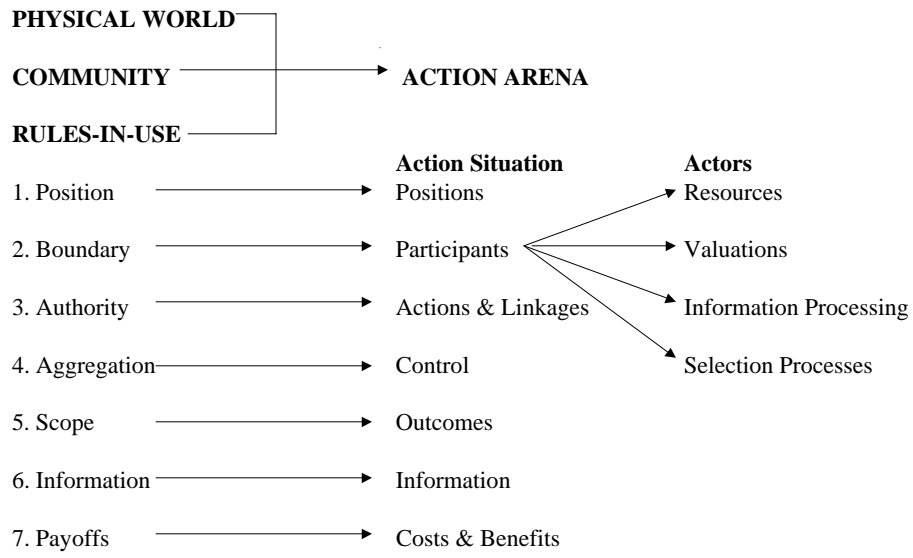 PHYSICAL WORLD
COMMUNITY ACTION ARENA
RULES-IN-USE
Action Situation Actors
1. Position Positions Resources
2. Boundary Participants Valuations
3. Authority Actions & Linkages Information Processing
4. Aggregation Control Selection Processes
5. Scope Outcomes
6. Information Information
7. Payoffs Costs & Benefits